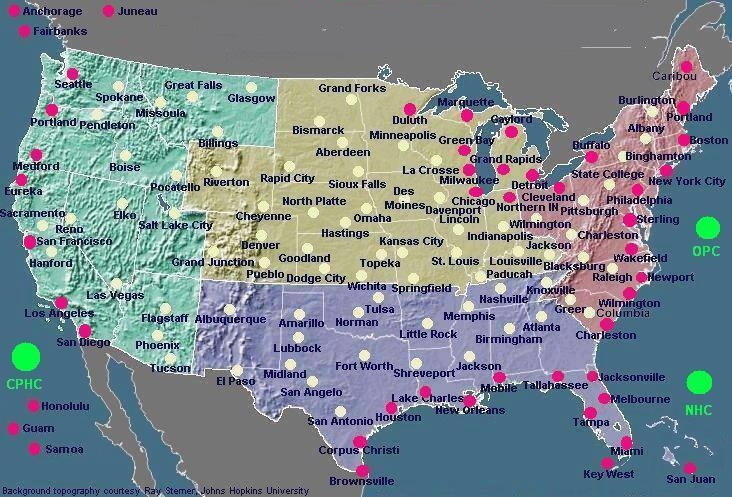 Anchorage
Juneau
Fairbanks
Caribou
Seattle
Great Falls
Grand Forks
Spokane
Glasgow
Marquette
Burlington
Missoula
Duluth
Portland
Portland
Pendleton
Bismarck
Gaylord
Albany
Billings
Minneapolis
Green Bay
Boston
Aberdeen
Buffalo
Binghamton
Medford
Boise
La Crosse
Grand Rapids
Pocatello
Riverton
Rapid City
Sioux Falls
Milwaukee
Detroit
State College
New York City
Eureka
Des
Moines
Chicago
Cleveland
Philadelphia
North Platte
Northern IN
Pittsburgh
Sacramento
Elko
Cheyenne
Omaha
Davenport
Lincoln
Wilmington
Sterling
Reno
Salt Lake City
Hastings
Indianapolis
Charleston
San Francisco
Denver
Kansas City
Jackson
OPC
Hanford
Grand Junction
Goodland
Topeka
St. Louis
Louisville
Blacksburg
Wakefield
Pueblo
Dodge City
Paducah
Raleigh
Newport
Las Vegas
Wichita
Springfield
Knoxville
Nashville
Wilmington
Los Angeles
Flagstaff
Albuquerque
Amarillo
Tulsa
Norman
Memphis
Greer
Columbia
Atlanta
San Diego
Phoenix
Lubbock
Little Rock
Birmingham
Charleston
Tucson
Fort Worth
Jackson
CPHC
El Paso
Midland
Shreveport
San Angelo
Mobile
Tallahassee
Jacksonville
Honolulu
Lake Charles
Melbourne
New Orleans
NHC
San Antonio
Houston
Tampa
Guam
Samoa
Corpus Christi
Miami
Key West
San Juan
Brownsville
Background topography courtesy Ray Sterner, Johns Hopkins University